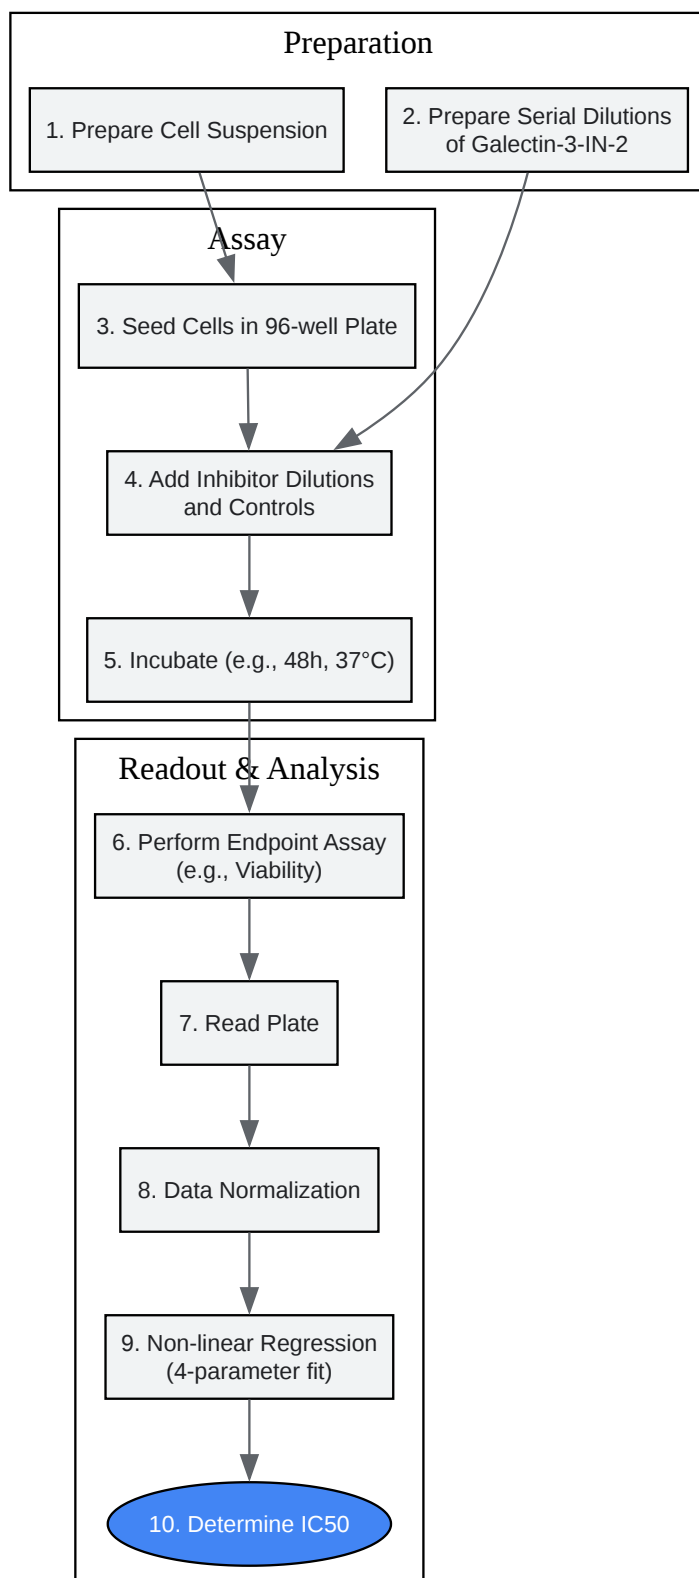 Preparation
1. Prepare Cell Suspension
2. Prepare Serial Dilutions
of Galectin-3-IN-2
Assay
3. Seed Cells in 96-well Plate
4. Add Inhibitor Dilutions
and Controls
5. Incubate (e.g., 48h, 37°C)
Readout & Analysis
6. Perform Endpoint Assay
(e.g., Viability)
7. Read Plate
8. Data Normalization
9. Non-linear Regression
(4-parameter fit)
10. Determine IC50